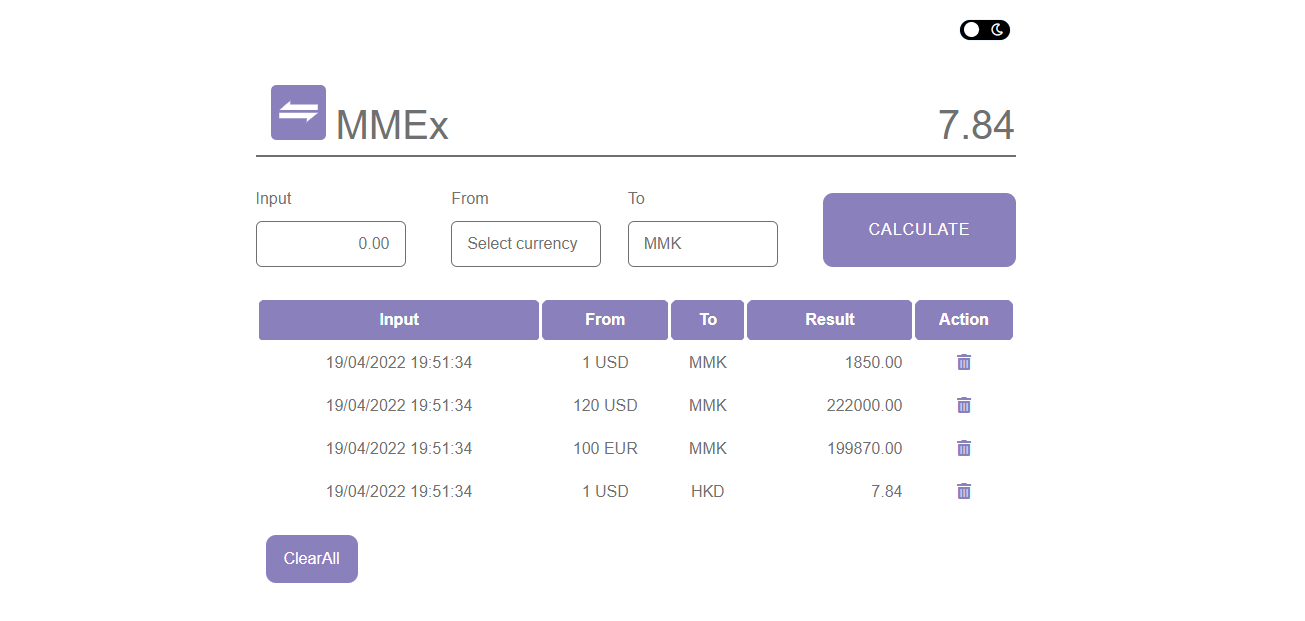 MMEx 7.84
Input From To
0.00 Select currency MMK CALCULATE
Input From To Result Action
19/04/2022 19:51:34 1 USD MMK 1850.00
19/04/2022 19:51:34 120 USD MMK 222000.00
19/04/2022 19:51:34 100 EUR MMK 199870.00
19/04/2022 19:51:34 1 USD HKD 7.84
ClearAll